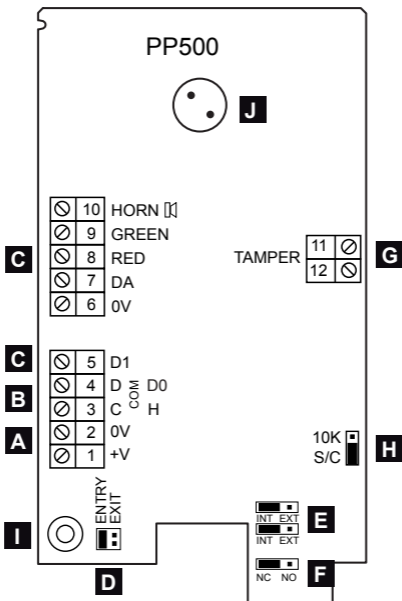 PP500
J
10 HORN
9 GREEN
C 8 RED
7 DA
6 0V
TAMPER 11 G
12
C 5 D1
B 4 D COM D0
3 C H
A 2 0V
1 +V
10K H
S/C
I ENTRY
EXIT
D
INT EXT E
INT EXT
NC NO F